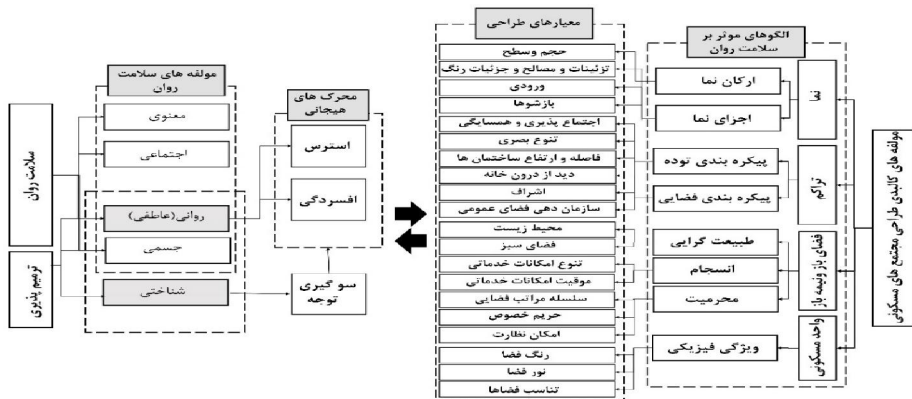 مولفه های کالبدی طراحی مجتمع های مسکونی
الگوهای موثر بر
سلامت روان
نما
ارکان نما
اجزای نما
تراکم
پیکره بندی توده
پیکره بندی فضایی
فضای باز ونیمه باز
طبیعت گرایی
انسجام
محرمیت
واحد مسکونی
ویژگی فیزیکی
معیارهای طراحی
حجم وسطح
تزئینات و مصالح و جزئیات رنگ
ورودی
بازشوها
اجتماع پذیری و همسایگی
تنوع بصری
فاصله و ارتفاع ساختمان ها
دید از درون خانه
اشراف
سازمان دهی فضای عمومی
محیط زیست
فضای سبز
تنوع امکانات خدماتی
موقیت امکانات خدماتی
سلسله مراتب فضایی
حریم خصوص
امکان نظارت
رنگ فضا
نور فضا
تناسب فضاها
محرک های
هیجانی
استرس
افسردگی
سو گیری
توجه
مولفه های سلامت
روان
معنوی
اجتماعی
روانی(عاطفی)
جسمی
شناختی
سلامت روان
ترمیم پذیری